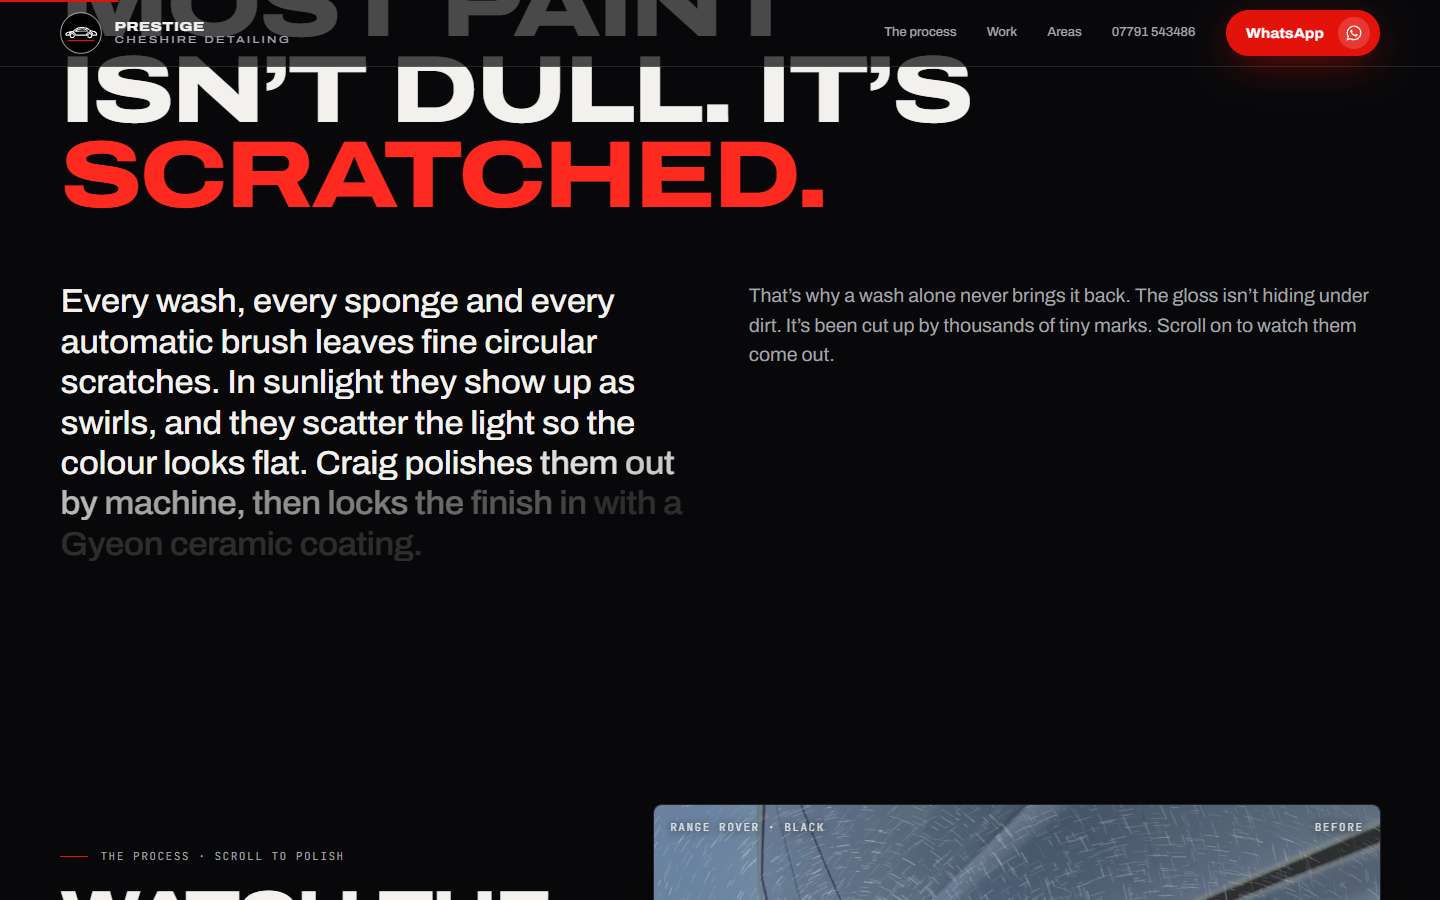 MOST PAINT
PRESTIGE
CHESHIRE DETAILING
The process
Work
Areas
07791 543486
WhatsApp
ISN’T DULL. IT’S
SCRATCHED.
Every wash, every sponge and every
automatic brush leaves fine circular
scratches. In sunlight they show up as
swirls, and they scatter the light so the
colour looks flat. Craig polishes them out
by machine, then locks the finish in with a
Gyeon ceramic coating.
That’s why a wash alone never brings it back. The gloss isn’t hiding under
dirt. It’s been cut up by thousands of tiny marks. Scroll on to watch them
come out.
RANGE ROVER · BLACK
BEFORE
THE PROCESS · SCROLL TO POLISH
WATCH THE